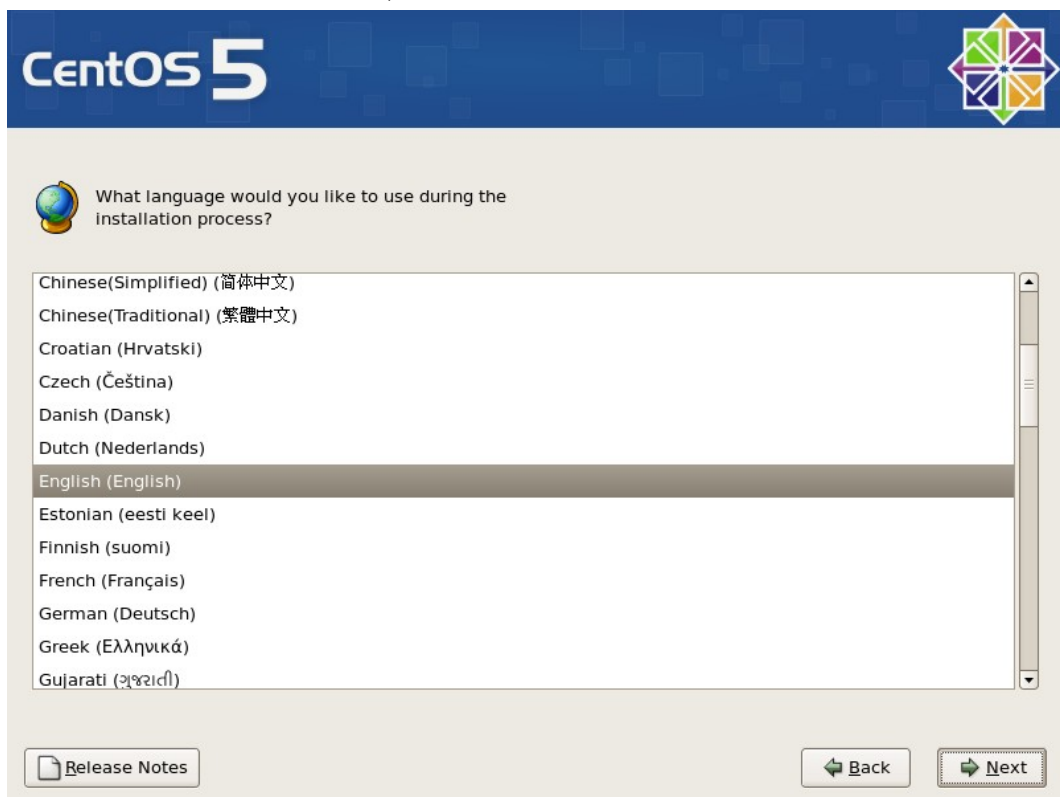 CentOS 5
What language would you like to use during the
installation process?
Chinese(Simplified) (简体中文)
Chinese(Traditional) (繁體中文)
Croatian (Hrvatski)
Czech (Čeština)
Danish (Dansk)
Dutch (Nederlands)
English (English)
Estonian (eesti keel)
Finnish (suomi)
French (Français)
German (Deutsch)
Greek (Ελληνικά)
Gujarati (ગુજરાતી)
Release Notes
Back
Next